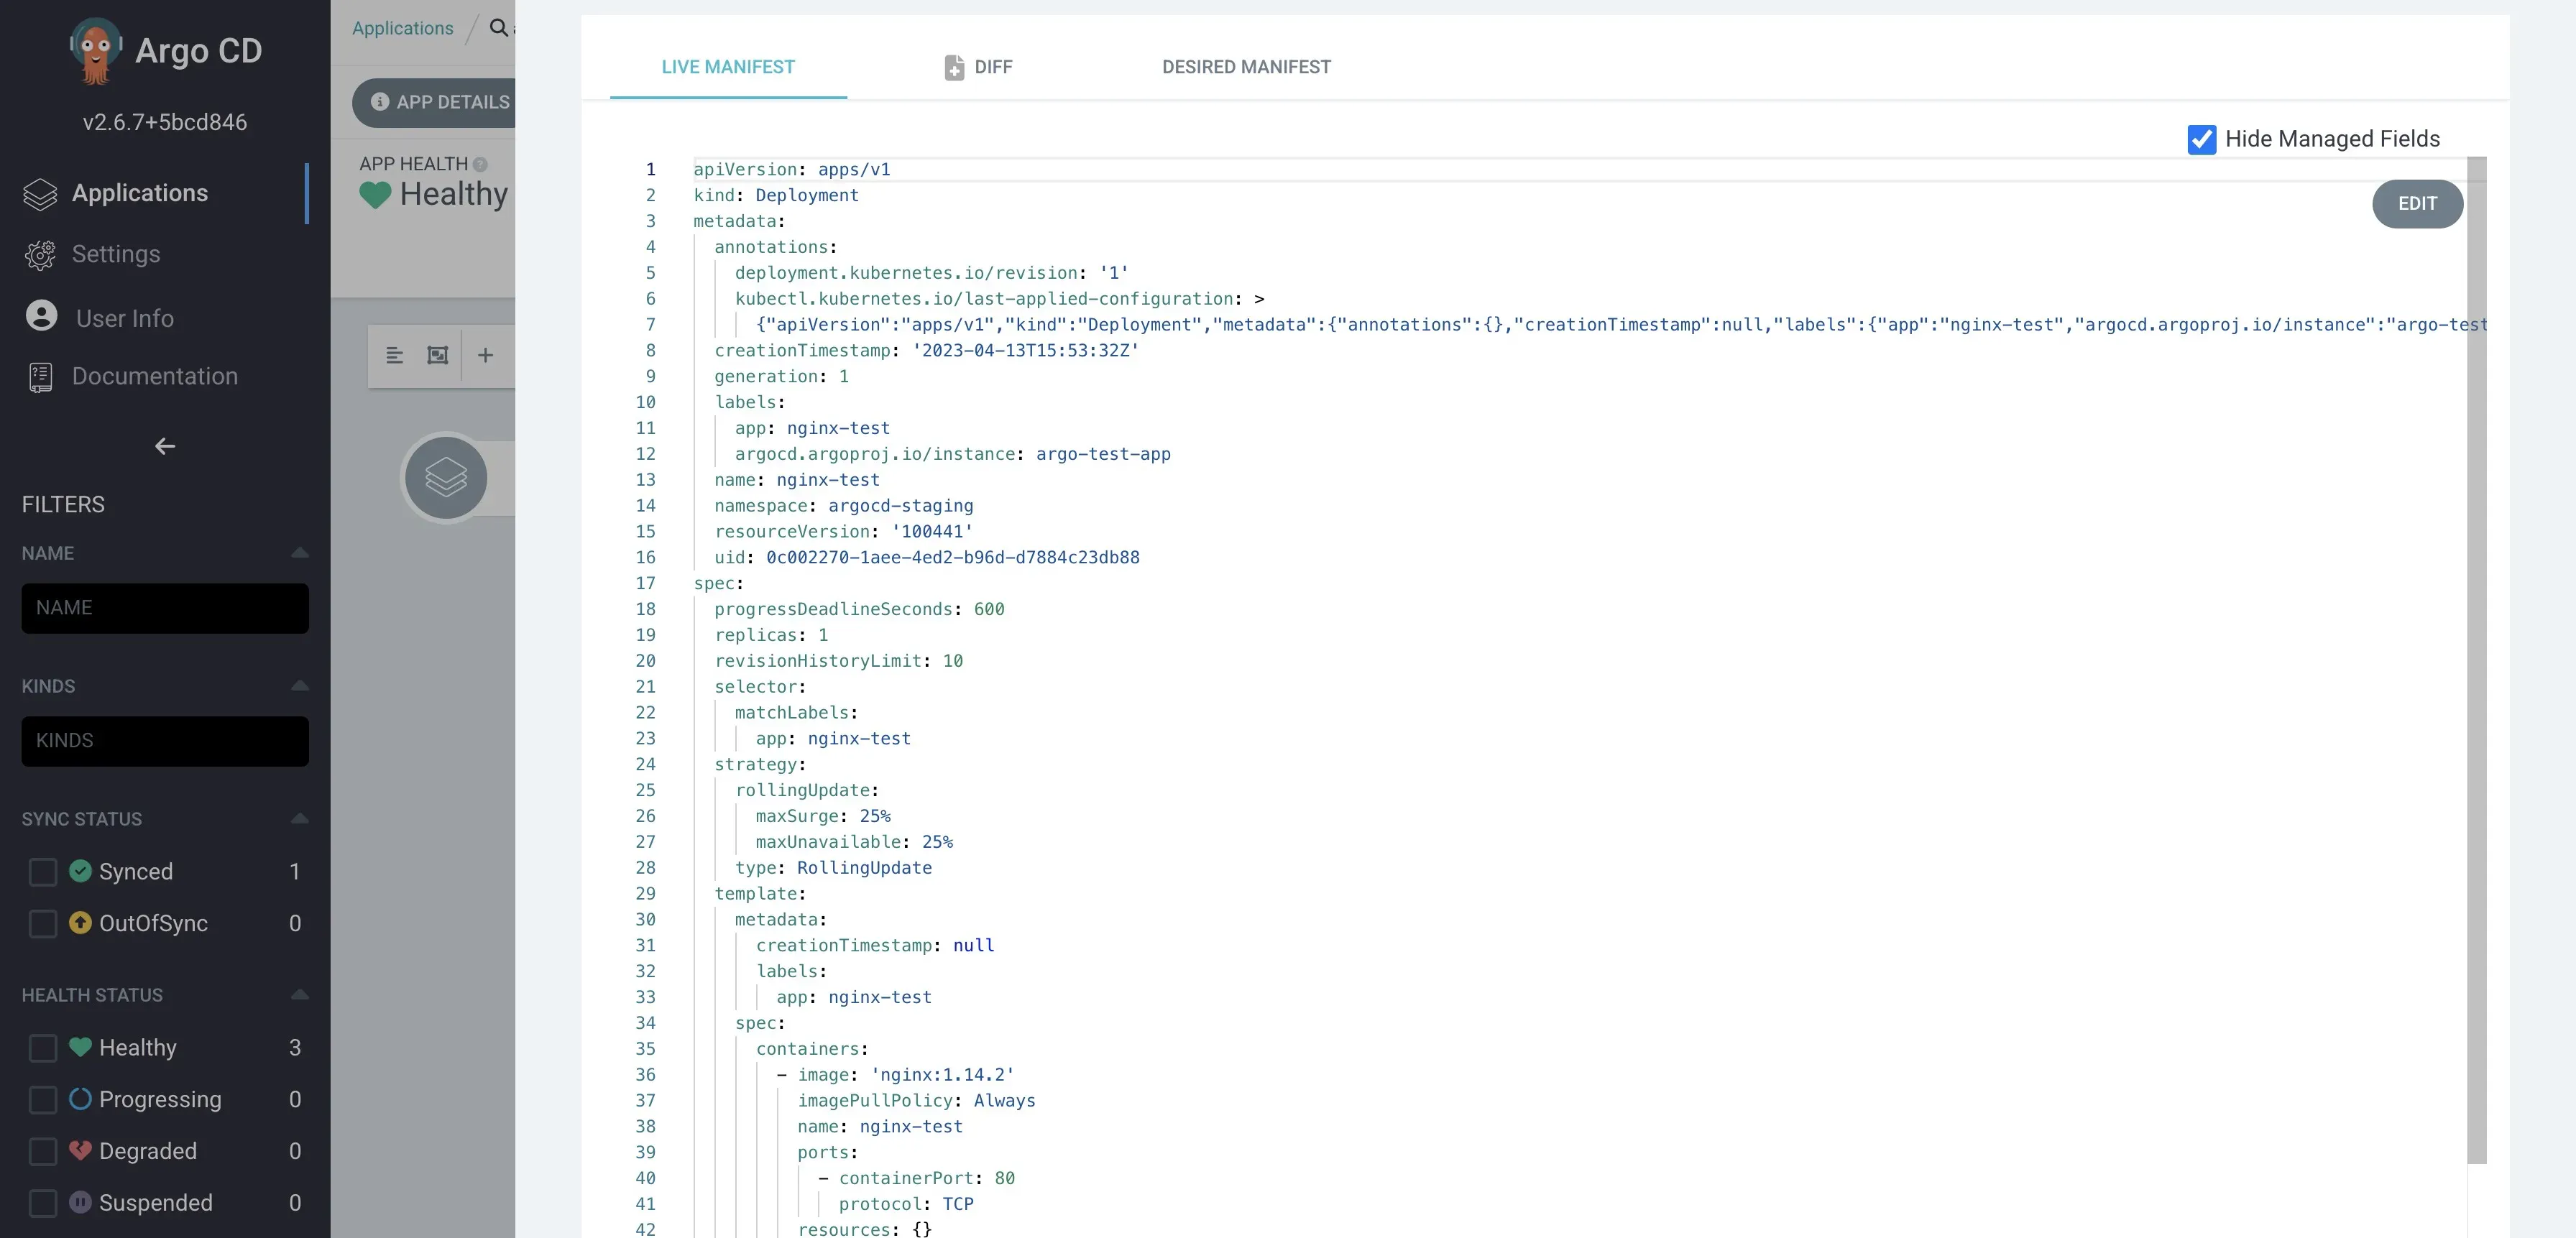 Argo CD
v2.6.7+5bcd846
Applications
Settings
User Info
Documentation
FILTERS
NAME
NAME
KINDS
KINDS
SYNC STATUS
Synced 1
OutOfSync 0
HEALTH STATUS
Healthy 3
Progressing 0
Degraded 0
Suspended 0
Applications /
APP DETAILS
APP HEALTH
Healthy
LIVE MANIFEST DIFF DESIRED MANIFEST
Hide Managed Fields
EDIT
1 apiVersion: apps/v1
2 kind: Deployment
3 metadata:
4 annotations:
5 deployment.kubernetes.io/revision: '1'
6 kubectl.kubernetes.io/last-applied-configuration: >
7 {"apiVersion":"apps/v1","kind":"Deployment","metadata":{"annotations":{},"creationTimestamp":null,"labels":{"app":"nginx-test","argocd.argoproj.io/instance":"argo-test
8 creationTimestamp: '2023-04-13T15:53:32Z'
9 generation: 1
10 labels:
11 app: nginx-test
12 argocd.argoproj.io/instance: argo-test-app
13 name: nginx-test
14 namespace: argocd-staging
15 resourceVersion: '100441'
16 uid: 0c002270-1aee-4ed2-b96d-d7884c23db88
17 spec:
18 progressDeadlineSeconds: 600
19 replicas: 1
20 revisionHistoryLimit: 10
21 selector:
22 matchLabels:
23 app: nginx-test
24 strategy:
25 rollingUpdate:
26 maxSurge: 25%
27 maxUnavailable: 25%
28 type: RollingUpdate
29 template:
30 metadata:
31 creationTimestamp: null
32 labels:
33 app: nginx-test
34 spec:
35 containers:
36 - image: 'nginx:1.14.2'
37 imagePullPolicy: Always
38 name: nginx-test
39 ports:
40 - containerPort: 80
41 protocol: TCP
42 resources: {}